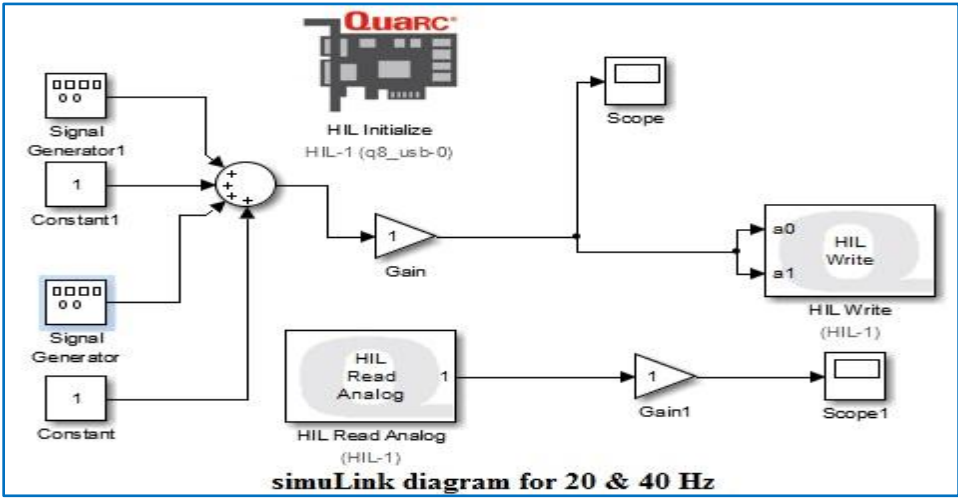 QUARC®
HIL Initialize
HIL-1 (q8_usb-0)
Scope
Signal
Generator1
1
Constant1
+
+
+
+
1
Gain
a0
a1
HIL
Write
HIL Write
(HIL-1)
Signal
Generator
1
Constant
HIL
Read
Analog
1
HIL Read Analog
(HIL-1)
1
Gain1
Scope1
simuLink diagram for 20 & 40 Hz